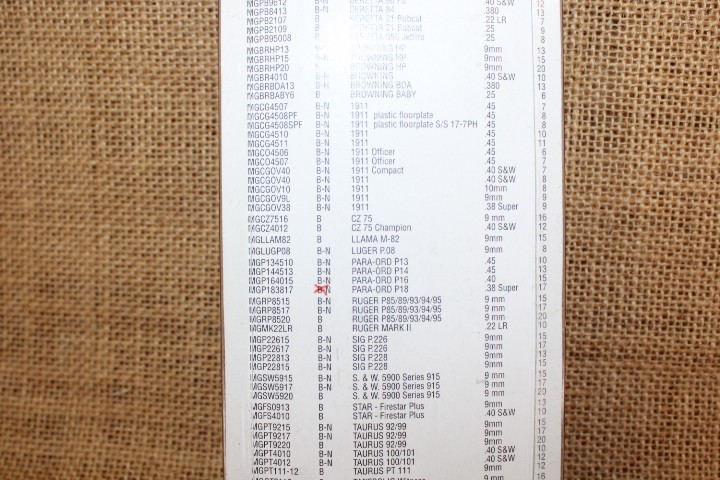 MGPB9612 B-N BERETTA .40 S&W 12
MGPB8413 B-N BERETTA 84 .380 13
MGPB2107 B BERETTA 21 Bobcat .22 LR 7
MGPB2109 B BERETTA 21 Bobcat .25 9
MGPB95008 B BERETTA 950 Jetfire .25 8
MGBRHP13 BROWNING HP 9mm 13
MGBRHP15 BROWNING HP 9mm 15
MGBRHP20 BROWNING HP 9mm 20
MGBR4010 B-N BROWNING .40 S&W 10
MGBRBDA13 B-N BROWNING BDA .380 13
MGBRBABY6 B BROWNING BABY .25 6
MGCG4507 B-N 1911 .45 7
MGCG4508PF B-N 1911 plastic floorplate .45 8
MGCG4508SPF B-N 1911 plastic floorplate S/S 17-7PH .45 8
MGCG4510 B-N 1911 .45 10
MGCG4511 B-N 1911 .45 11
MGCO4506 B-N 1911 Officer .45 6
MGCO4507 B-N 1911 Officer .45 7
MGCGOV40 B-N 1911 Compact .40 S&W 7
MGCGOV40 B-N 1911 .40 S&W 8
MGCGOV10 B-N 1911 10mm 8
MGCGOV9L B-N 1911 9mm 9
MGCGOV38 B-N 1911 .38 Super 9
MGCZ7516 B CZ 75 9 mm 16
MGCZ4012 B CZ 75 Champion .40 S&W 12
MGLLAM82 B LLAMA M-82 9mm 15
MGLUGP08 B-N LUGER P.08 9mm 8
MGP134510 B-N PARA-ORD P13 .45 10
MGP144513 B-N PARA-ORD P14 .45 13
MGP164015 B-N PARA-ORD P16 .40 15
MGP183817 B-N PARA-ORD P18 .38 Super 17
MGRP8515 B-N RUGER P85/89/93/94/95 9 mm 15
MGRP8517 B-N RUGER P85/89/93/94/95 9 mm 17
MGRP8520 B RUGER P85/89/93/94/95 9 mm 20
MGMK22LR B RUGER MARK II .22 LR 10
MGP22615 B-N SIG P.226 9mm 15
MGP22617 B-N SIG P.226 9mm 17
MGP22813 B-N SIG P.228 9mm 13
MGP22815 B-N SIG P.228 9mm 15
MGSW5915 B-N S. & W. 5900 Series 915 9 mm 15
MGSW5917 B-N S. & W. 5900 Series 915 9 mm 17
MGSW5920 B S. & W. 5900 Series 915 9 mm 20
MGFS0913 B STAR - Firestar Plus 9mm 13
MGFS4010 B STAR - Firestar Plus .40 S&W 10
MGPT9215 B-N TAURUS 92/99 9mm 15
MGPT9217 B-N TAURUS 92/99 9mm 17
MGPT9220 B TAURUS 92/99 9mm 20
MGPT4010 B-N TAURUS 100/101 .40 S&W 10
MGPT4012 B-N TAURUS 100/101 .40 S&W 12
MGPT111-12 B TAURUS PT 111 9mm 12
9mm 16